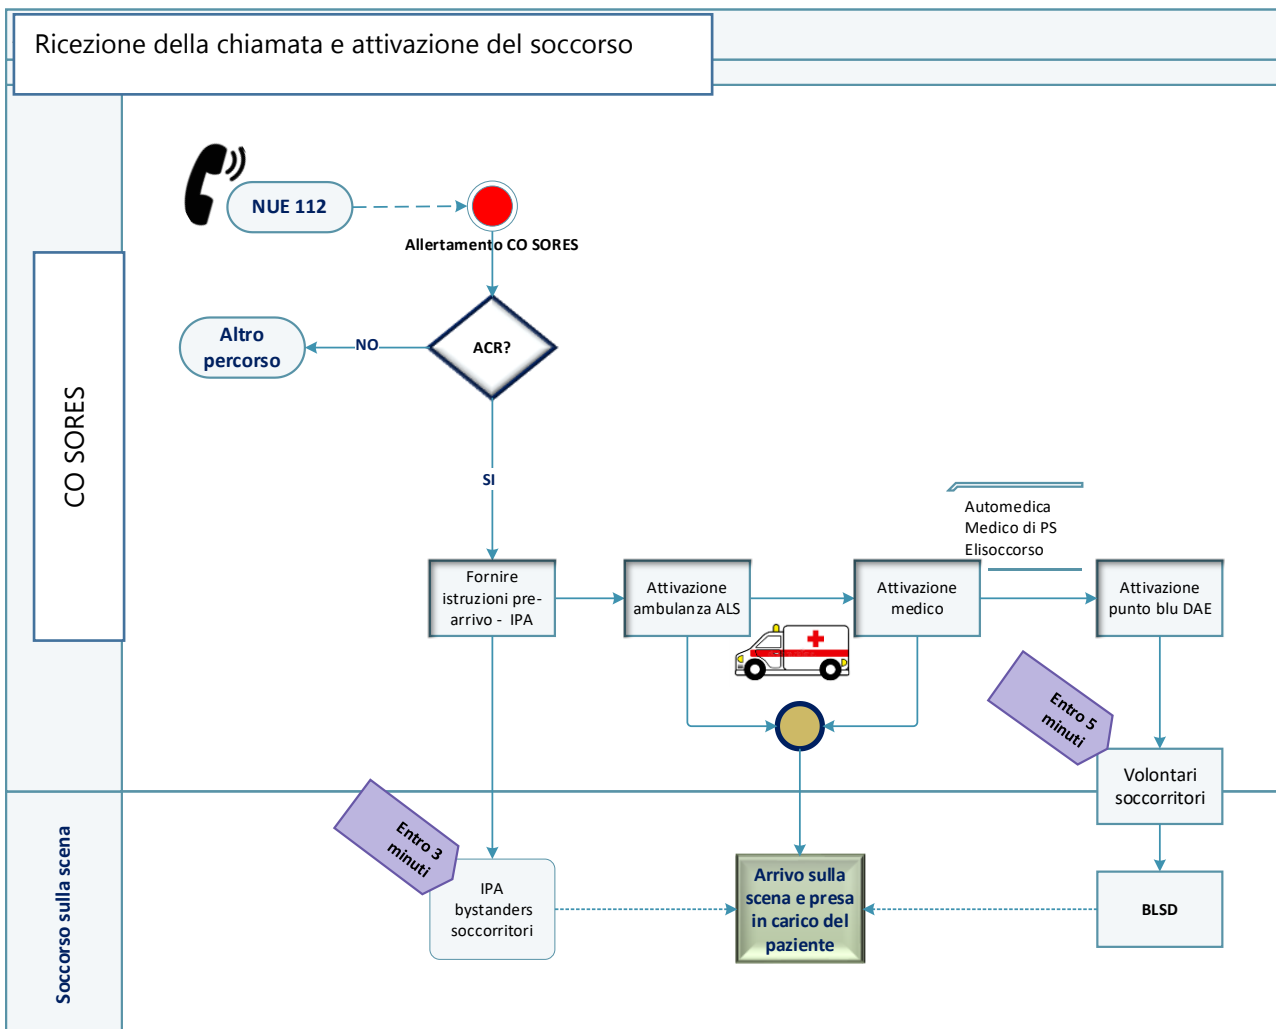 Ricezione della chiamata e attivazione del soccorso
NUE 112
Allertamento CO SORES
ACR?
NO
Altro
percorso
SI
CO SORES
Automedica
Medico di PS
Elisoccorso
Fornire
istruzioni pre-
arrivo - IPA
Attivazione
ambulanza ALS
Attivazione
medico
Attivazione
punto blu DAE
Entro 5
minuti
Volontari
soccorritori
Soccorso sulla scena
Entro 3
minuti
IPA
bystanders
soccorritori
Arrivo sulla
scena e presa
in carico del
paziente
BLSD